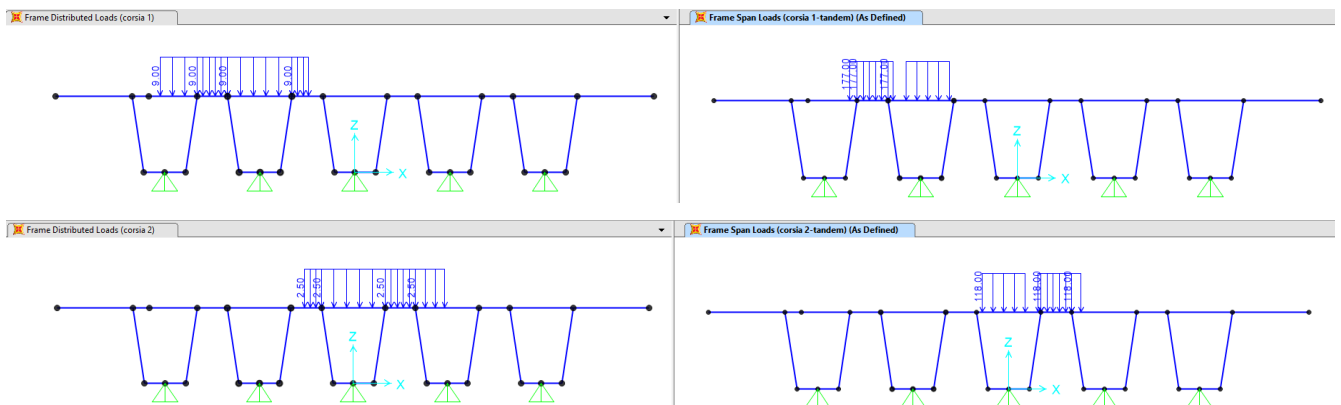 Frame Distributed Loads (corsia 1)
9.00 9.00 9.00 9.00
Z
X
Frame Span Loads (corsia 1-tandem) (As Defined)
177.00 177.00 177.00
Z
X
Frame Distributed Loads (corsia 2)
2.50 2.50 2.50 2.50
Z
X
Frame Span Loads (corsia 2-tandem) (As Defined)
118.00 118.00 118.00
Z
X